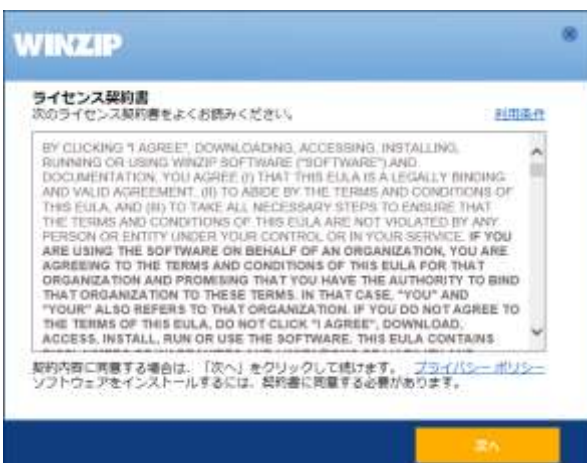 WINZIP
ライセンス契約書
次のライセンス契約書をよくお読みください。
利用条件
BY CLICKING "I AGREE", DOWNLOADING, ACCESSING, INSTALLING,
RUNNING OR USING WINZIP SOFTWARE ("SOFTWARE") AND
DOCUMENTATION, YOU AGREE (I) THAT THIS EULA IS A LEGALLY BINDING
AND VALID AGREEMENT, (II) TO ABIDE BY THE TERMS AND CONDITIONS OF
THIS EULA, AND (III) TO TAKE ALL NECESSARY STEPS TO ENSURE THAT
THE TERMS AND CONDITIONS OF THIS EULA ARE NOT VIOLATED BY ANY
PERSON OR ENTITY UNDER YOUR CONTROL OR IN YOUR SERVICE. IF YOU
ARE USING THE SOFTWARE ON BEHALF OF AN ORGANIZATION, YOU ARE
AGREEING TO THE TERMS AND CONDITIONS OF THIS EULA FOR THAT
ORGANIZATION AND PROMISING THAT YOU HAVE THE AUTHORITY TO BIND
THAT ORGANIZATION TO THESE TERMS. IN THAT CASE, "YOU" AND
"YOUR" ALSO REFERS TO THAT ORGANIZATION. IF YOU DO NOT AGREE TO
THE TERMS OF THIS EULA, DO NOT CLICK "I AGREE", DOWNLOAD,
ACCESS, INSTALL, RUN OR USE THE SOFTWARE. THIS EULA CONTAINS
契約内容に同意する場合は、「次へ」をクリックして続けます。 プライバシー ポリシー
ソフトウェアをインストールするには、契約書に同意する必要があります。
次へ